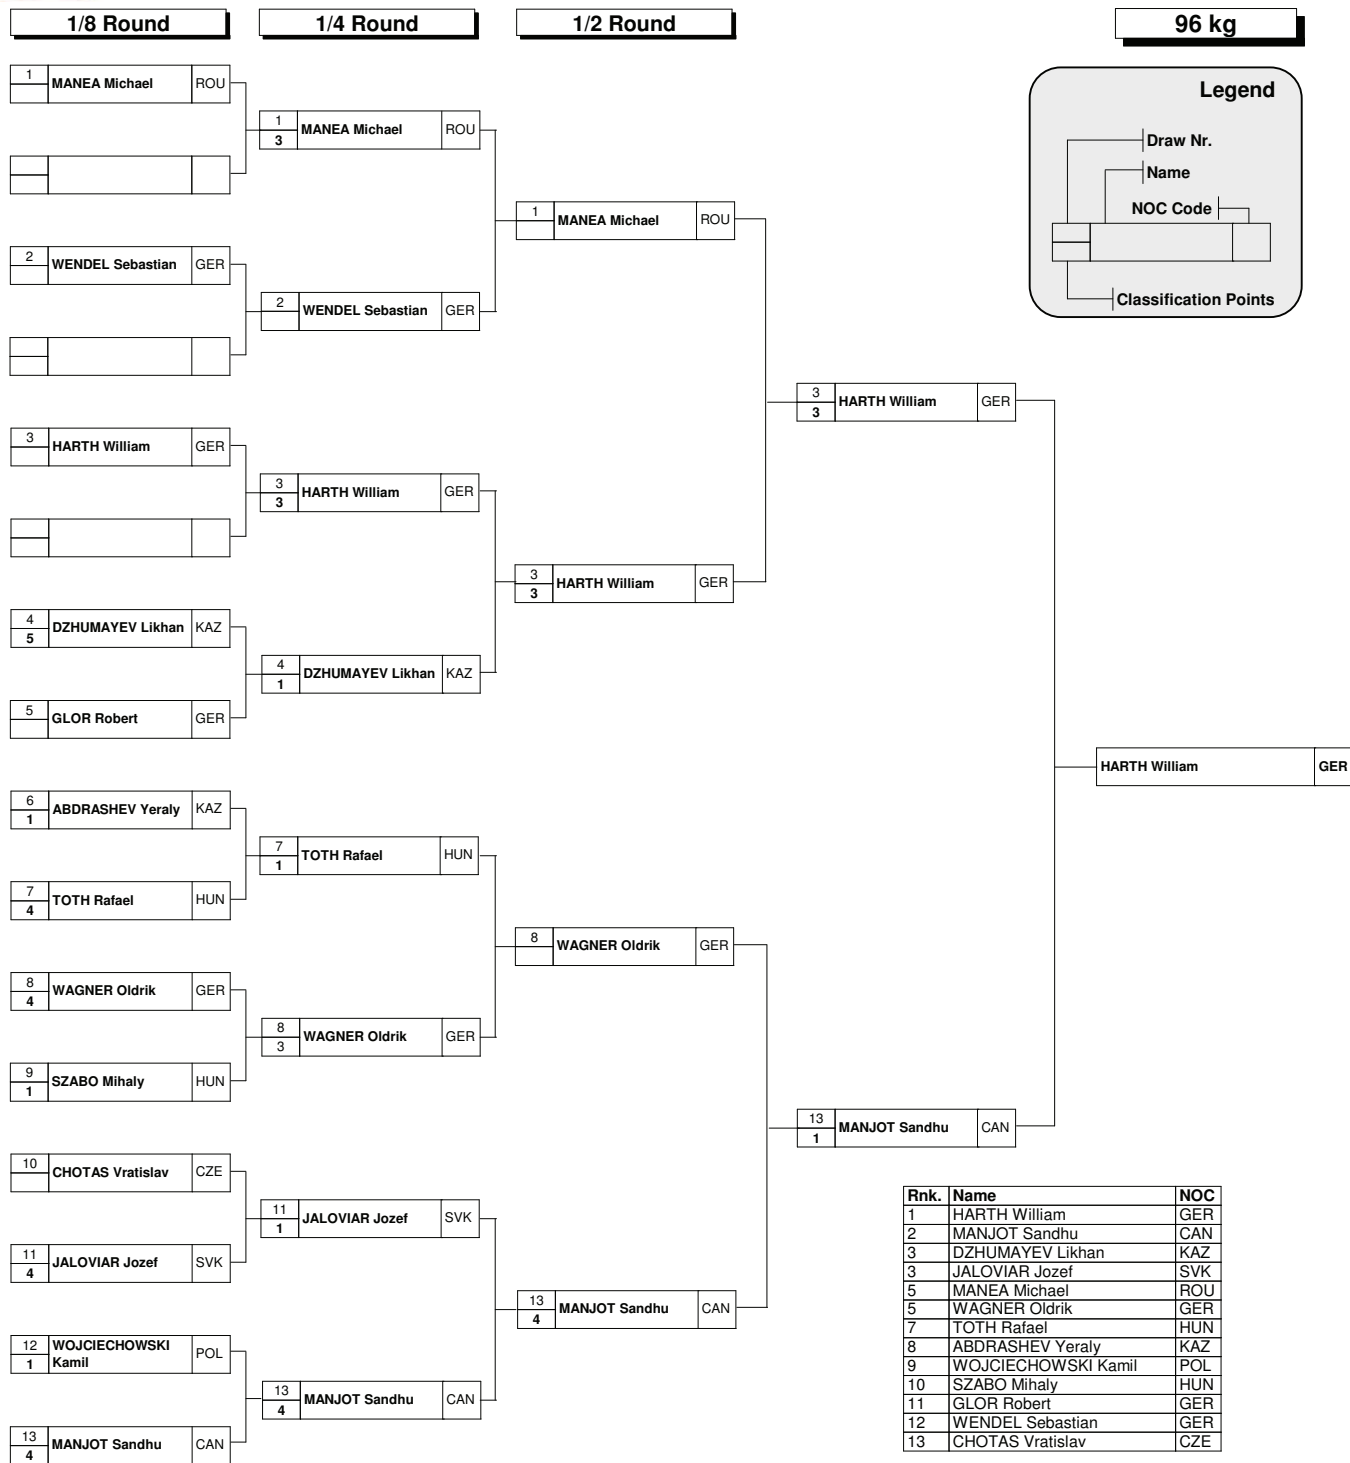 1/8 Round
1/4 Round
1/2 Round
96 kg
Legend
Draw Nr.
Name
NOC Code
Classification Points
1
MANEA Michael
ROU
2
WENDEL Sebastian
GER
3
HARTH William
GER
4
5
DZHUMAYEV Likhan
KAZ
5
GLOR Robert
GER
6
1
ABDRASHEV Yeraly
KAZ
7
4
TOTH Rafael
HUN
8
4
WAGNER Oldrik
GER
9
1
SZABO Mihaly
HUN
10
CHOTAS Vratislav
CZE
11
4
JALOVIAR Jozef
SVK
12
1
WOJCIECHOWSKI
Kamil
POL
13
4
MANJOT Sandhu
CAN
1
3
MANEA Michael
ROU
2
WENDEL Sebastian
GER
3
3
HARTH William
GER
4
1
DZHUMAYEV Likhan
KAZ
7
1
TOTH Rafael
HUN
8
3
WAGNER Oldrik
GER
11
1
JALOVIAR Jozef
SVK
13
4
MANJOT Sandhu
CAN
1
MANEA Michael
ROU
3
3
HARTH William
GER
8
WAGNER Oldrik
GER
13
4
MANJOT Sandhu
CAN
3
3
HARTH William
GER
13
1
MANJOT Sandhu
CAN
HARTH William
GER
Rnk. Name NOC
1 HARTH William GER
2 MANJOT Sandhu CAN
3 DZHUMAYEV Likhan KAZ
3 JALOVIAR Jozef SVK
5 MANEA Michael ROU
5 WAGNER Oldrik GER
7 TOTH Rafael HUN
8 ABDRASHEV Yeraly KAZ
9 WOJCIECHOWSKI Kamil POL
10 SZABO Mihaly HUN
11 GLOR Robert GER
12 WENDEL Sebastian GER
13 CHOTAS Vratislav CZE